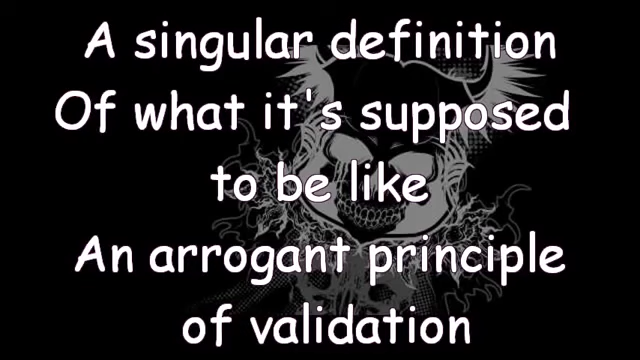 A singular definition
Of what it's supposed
to be like
An arrogant principle
of validation